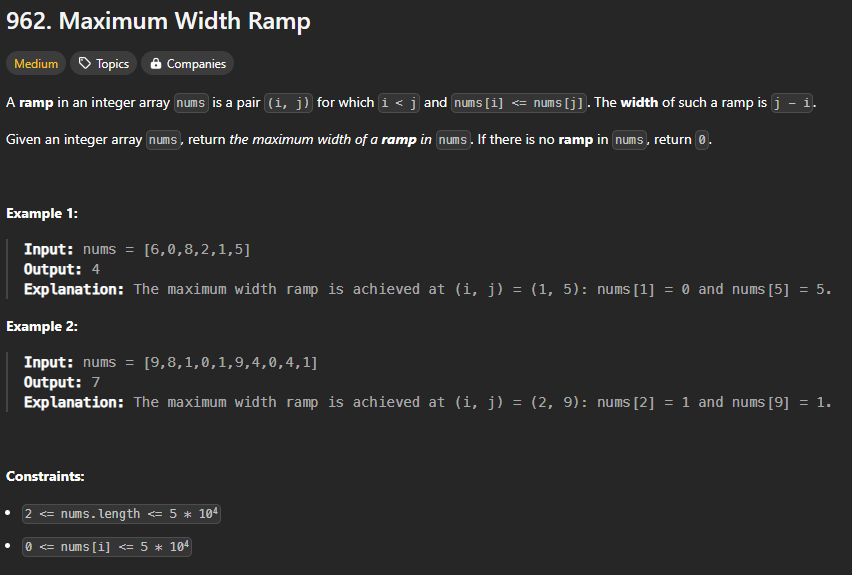 962. Maximum Width Ramp
Medium Topics Companies
A ramp in an integer array nums is a pair (i, j) for which i < j and nums[i] <= nums[j]. The width of such a ramp is j - i.
Given an integer array nums, return the maximum width of a ramp in nums. If there is no ramp in nums, return 0.
Example 1:
Input: nums = [6,0,8,2,1,5]
Output: 4
Explanation: The maximum width ramp is achieved at (i, j) = (1, 5): nums[1] = 0 and nums[5] = 5.
Example 2:
Input: nums = [9,8,1,0,1,9,4,0,4,1]
Output: 7
Explanation: The maximum width ramp is achieved at (i, j) = (2, 9): nums[2] = 1 and nums[9] = 1.
Constraints:
• 2 <= nums.length <= 5 * 10⁴
• 0 <= nums[i] <= 5 * 10⁴